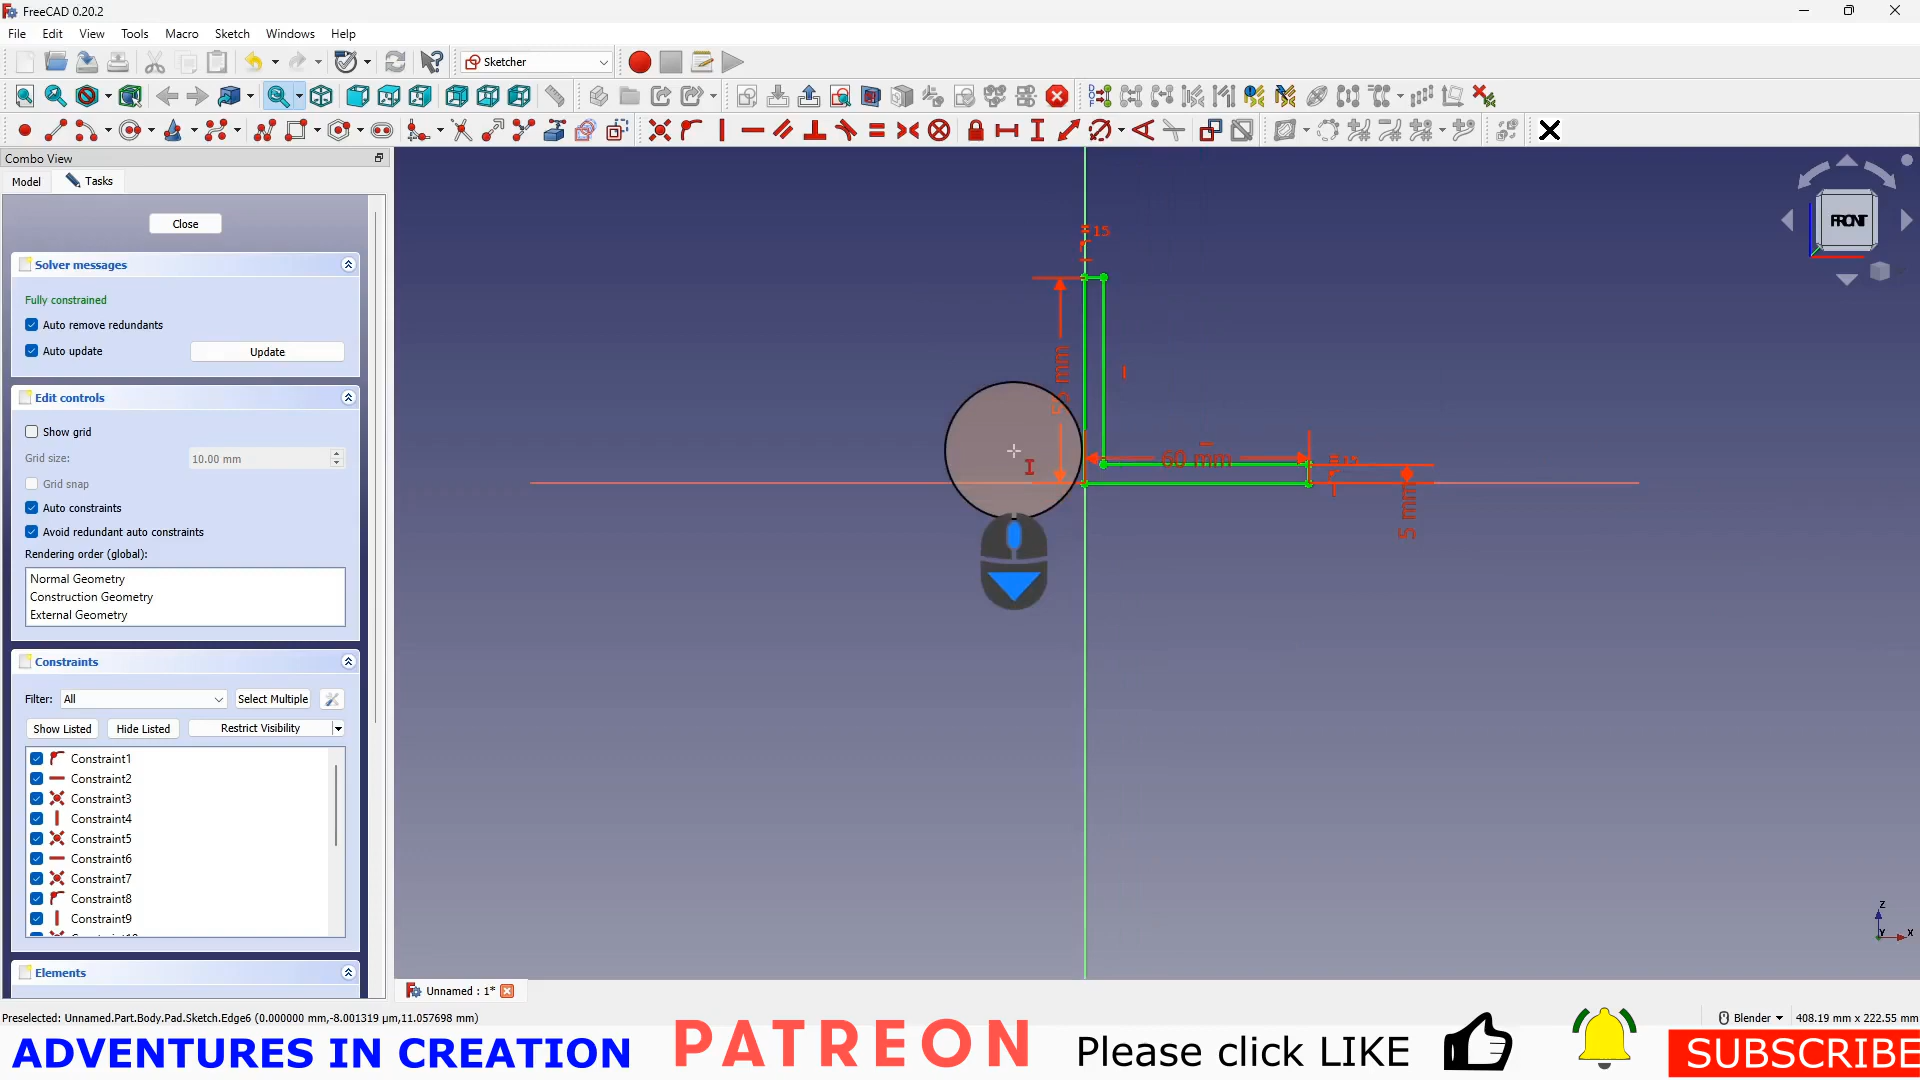 FreeCAD 0.20.2
File Edit View Tools Macro Sketch Windows Help
Sketcher
Combo View
Model Tasks
Close
Solver messages
Fully constrained
Auto remove redundants
Auto update Update
Edit controls
Show grid
Grid size: 10.00 mm
Grid snap
Auto constraints
Avoid redundant auto constraints
Rendering order (global):
Normal Geometry
Construction Geometry
External Geometry
Constraints
Filter: All Select Multiple
Show Listed Hide Listed Restrict Visibility
Constraint1
Constraint2
Constraint3
Constraint4
Constraint5
Constraint6
Constraint7
Constraint8
Constraint9
Elements
15
55 mm
60 mm
15
5 mm
FRONT
Z
Y
X
Unnamed : 1*
Preselected: Unnamed.Part.Body.Pad.Sketch.Edge6 (0.000000 mm,-8.001319 µm,11.057698 mm)
Blender 408.19 mm x 222.55 mm
ADVENTURES IN CREATION PATREON Please click LIKE SUBSCRIBE